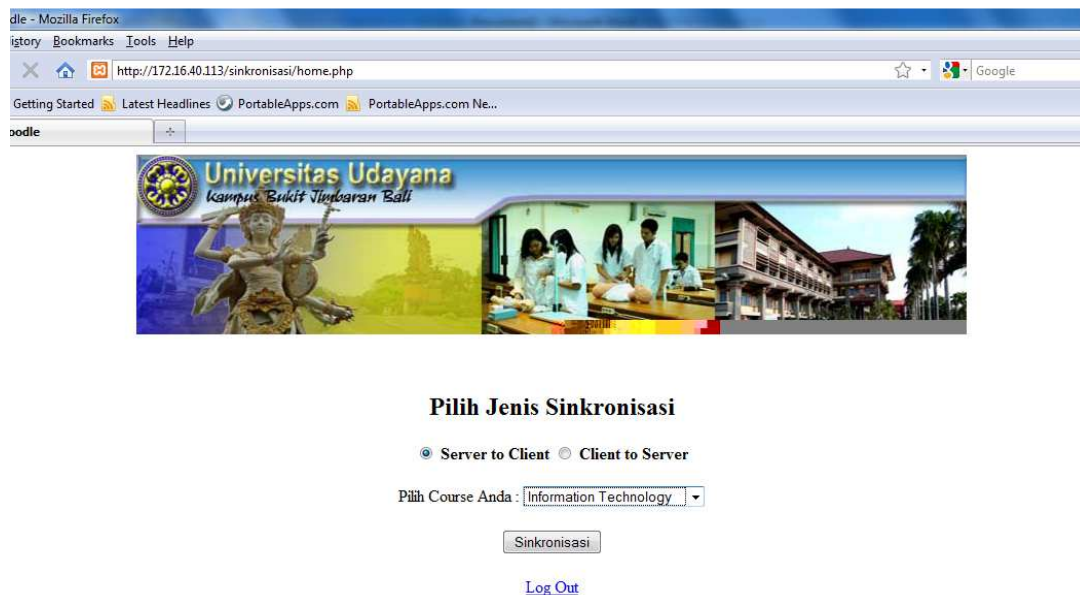 dle - Mozilla Firefox
istory Bookmarks Tools Help
http://172.16.40.113/sinkronisasi/home.php
Google
Getting Started Latest Headlines PortableApps.com PortableApps.com Ne...
oodle
Universitas Udayana
Kampus Bukit Jimbaran Bali
Pilih Jenis Sinkronisasi
Server to Client Client to Server
Pilih Course Anda : Information Technology
Sinkronisasi
Log Out